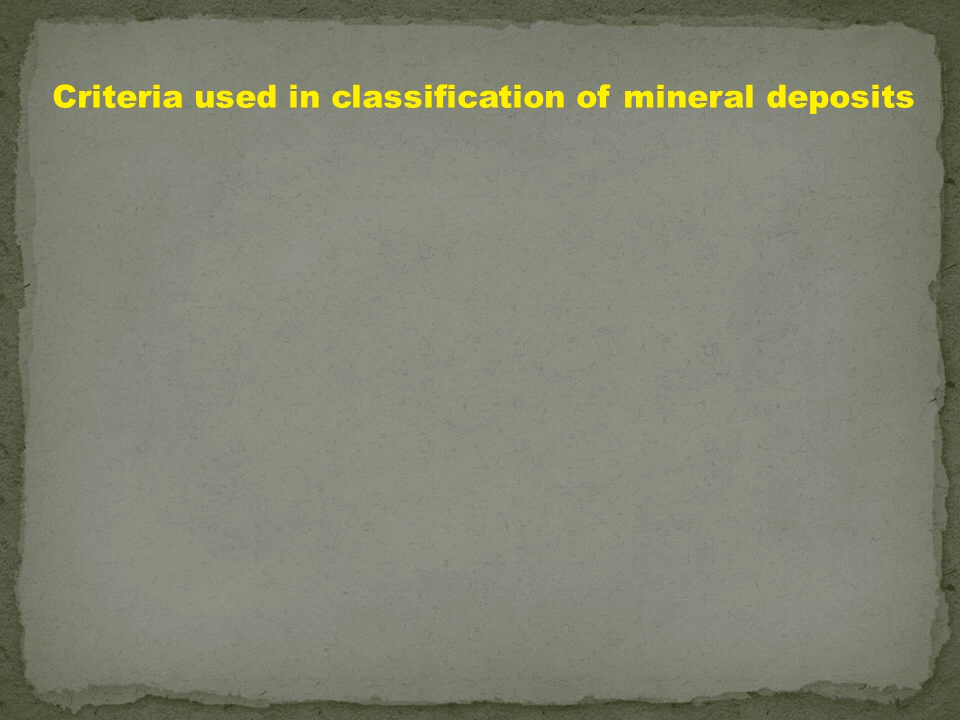 Criteria used in classification of mineral deposits